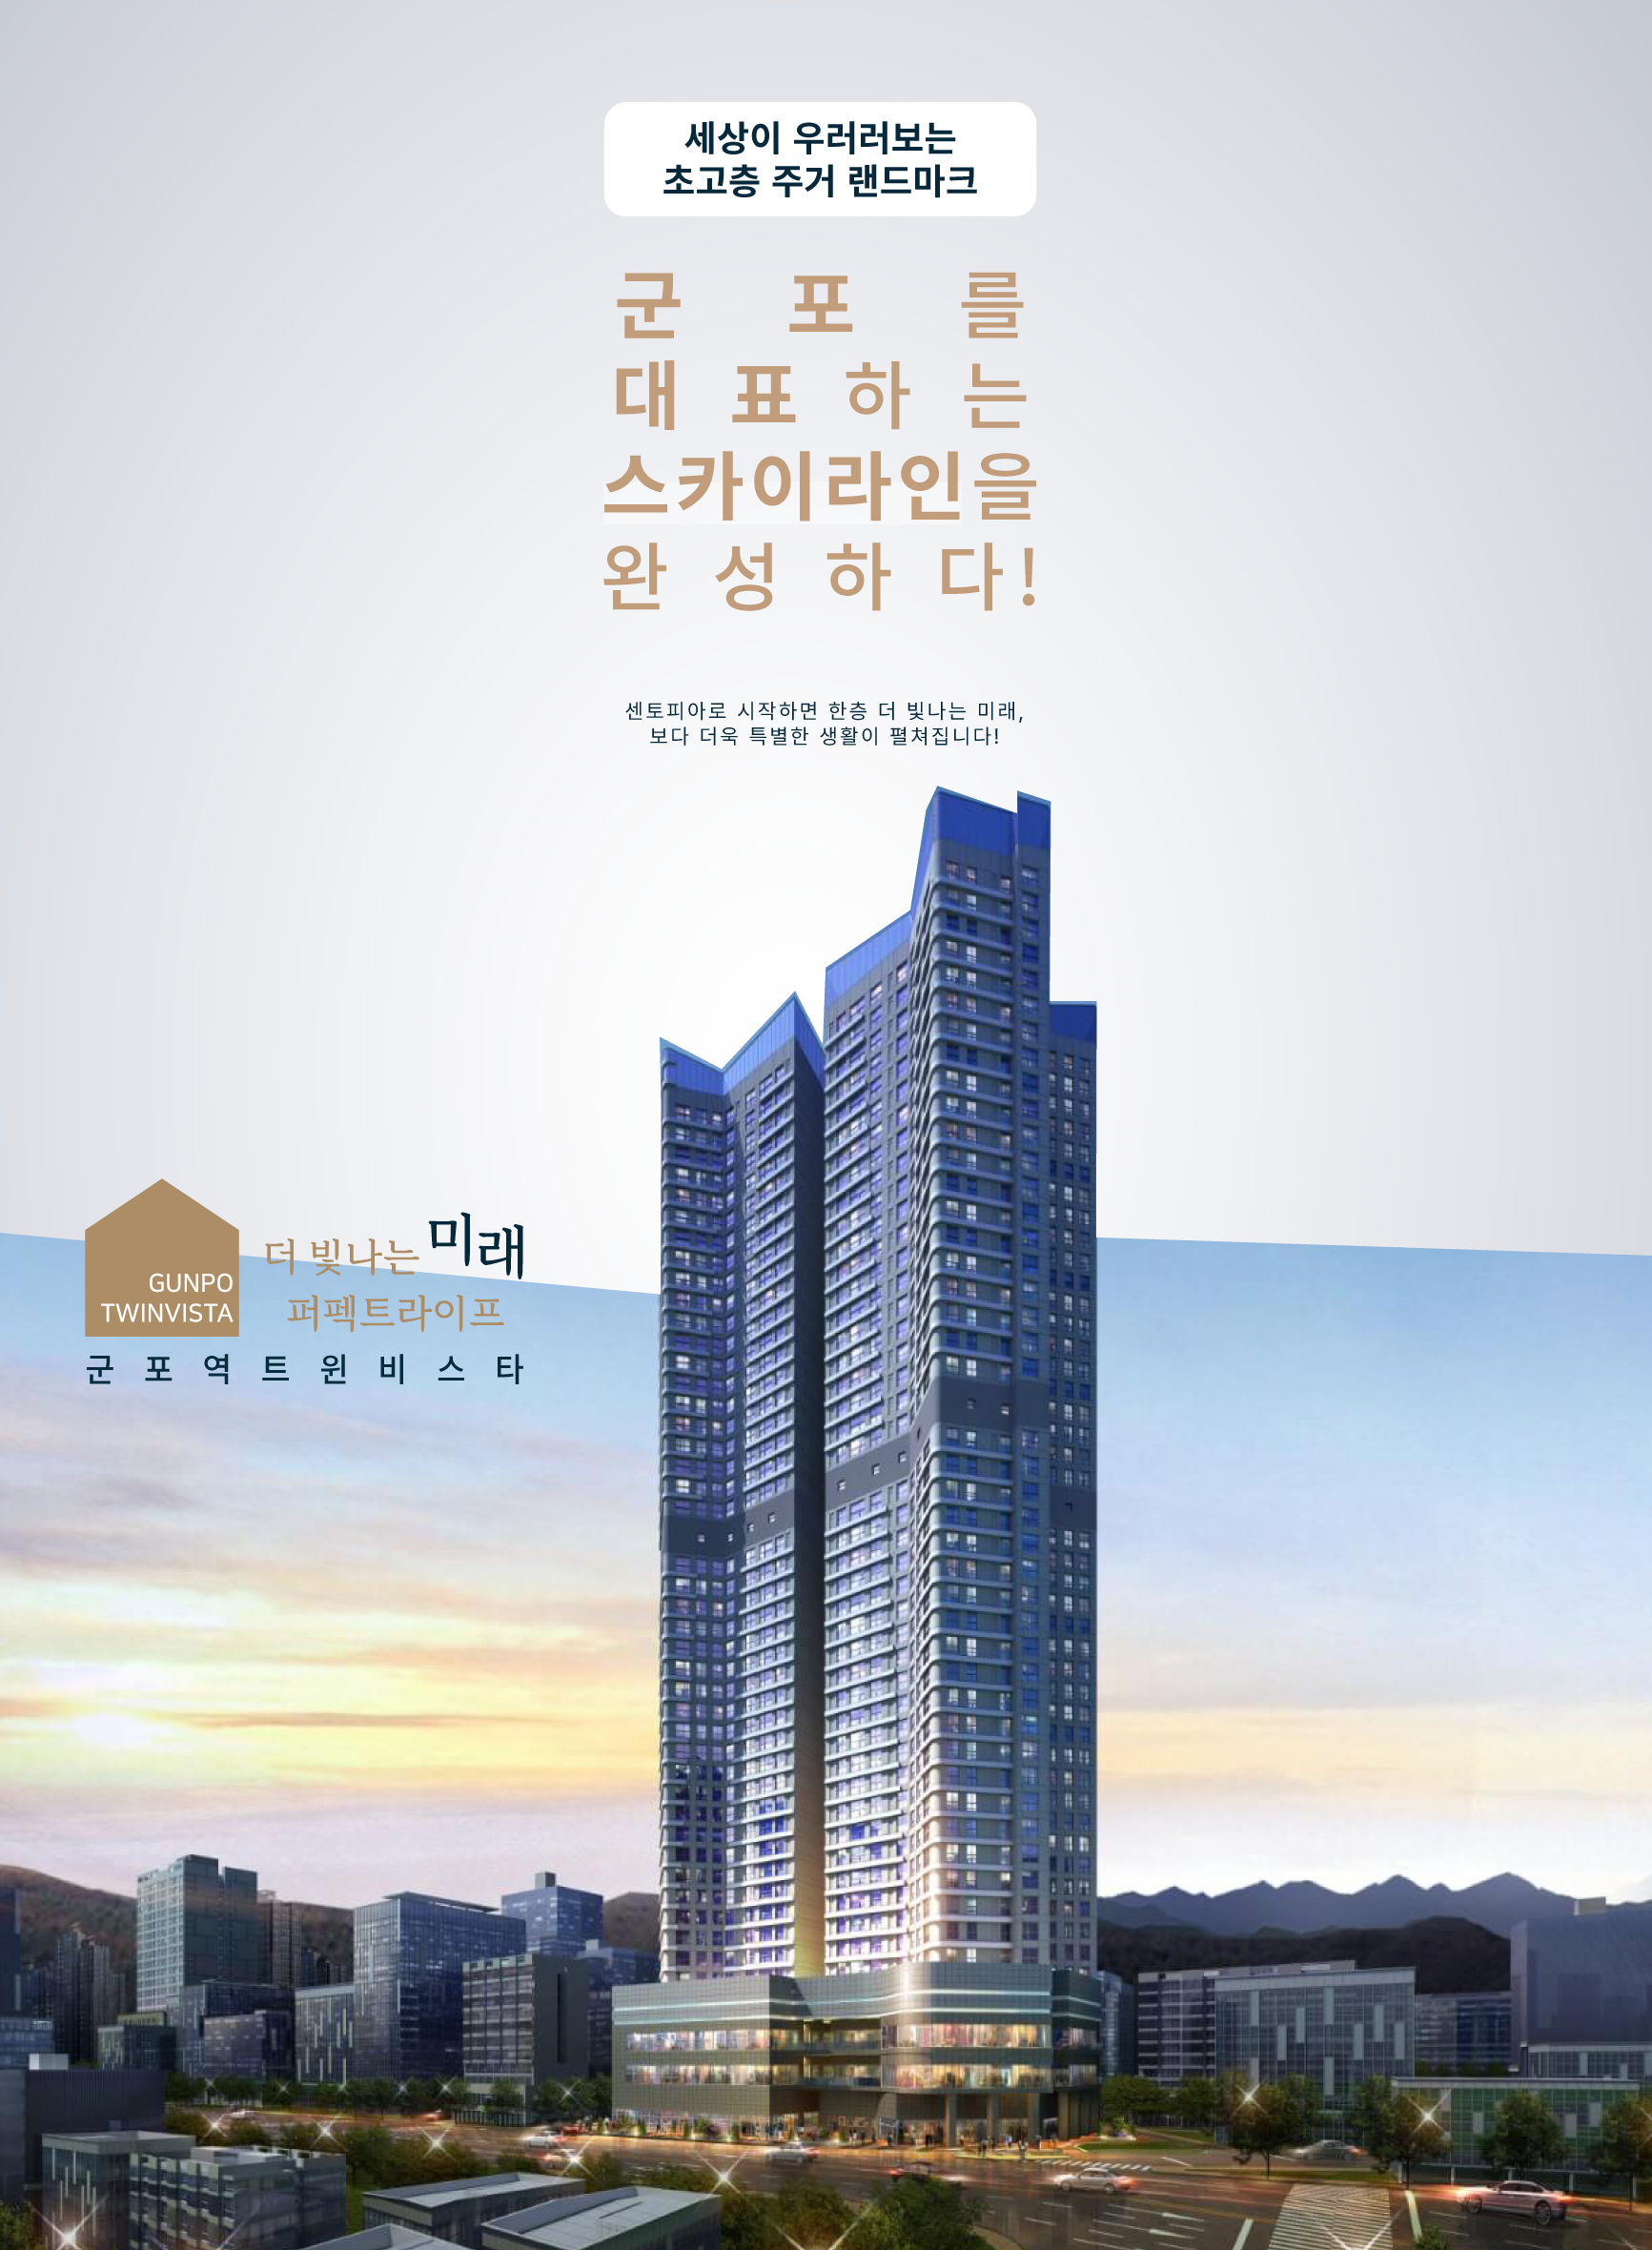 세상이 우러러보는
초고층 주거 랜드마크
군포를
대표하는
스카이라인을
완성하다!
센토피아로 시작하면 한층 더 빛나는 미래,
보다 더욱 특별한 생활이 펼쳐집니다!
GUNPO
TWINVISTA
더 빛나는 미래
퍼펙트라이프
군포역트윈비스타